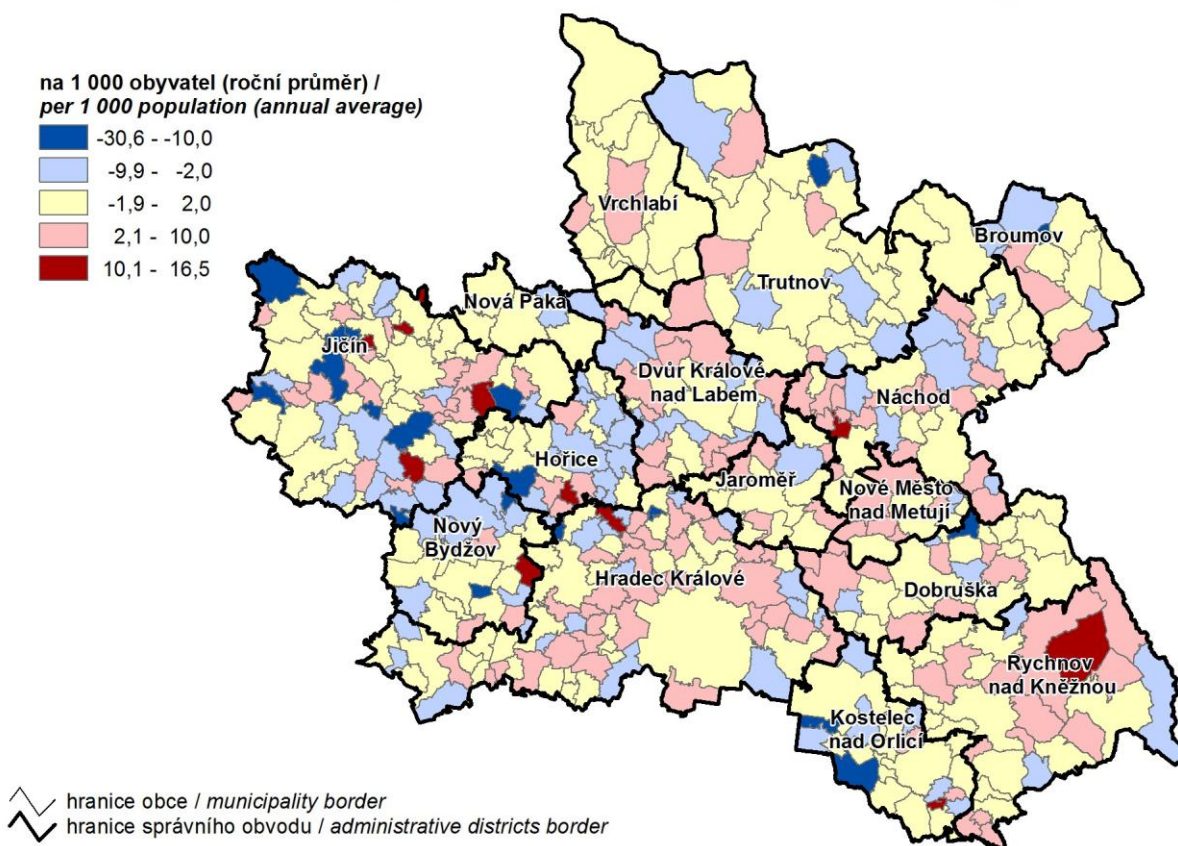 na 1 000 obyvatel (roční průměr) /
per 1 000 population (annual average)
-30,6 - -10,0
-9,9 - -2,0
-1,9 - 2,0
2,1 - 10,0
10,1 - 16,5
Vrchlabí
Broumov
Trutnov
Nová Paka
Jičín
Dvůr Králové
nad Labem
Náchod
Hořice
Jaroměř
Nové Město
nad Metují
Nový
Bydžov
Hradec Králové
Dobruška
Rychnov
nad Kněžnou
Kostelec
nad Orlicí
hranice obce / municipality border
hranice správního obvodu / administrative districts border